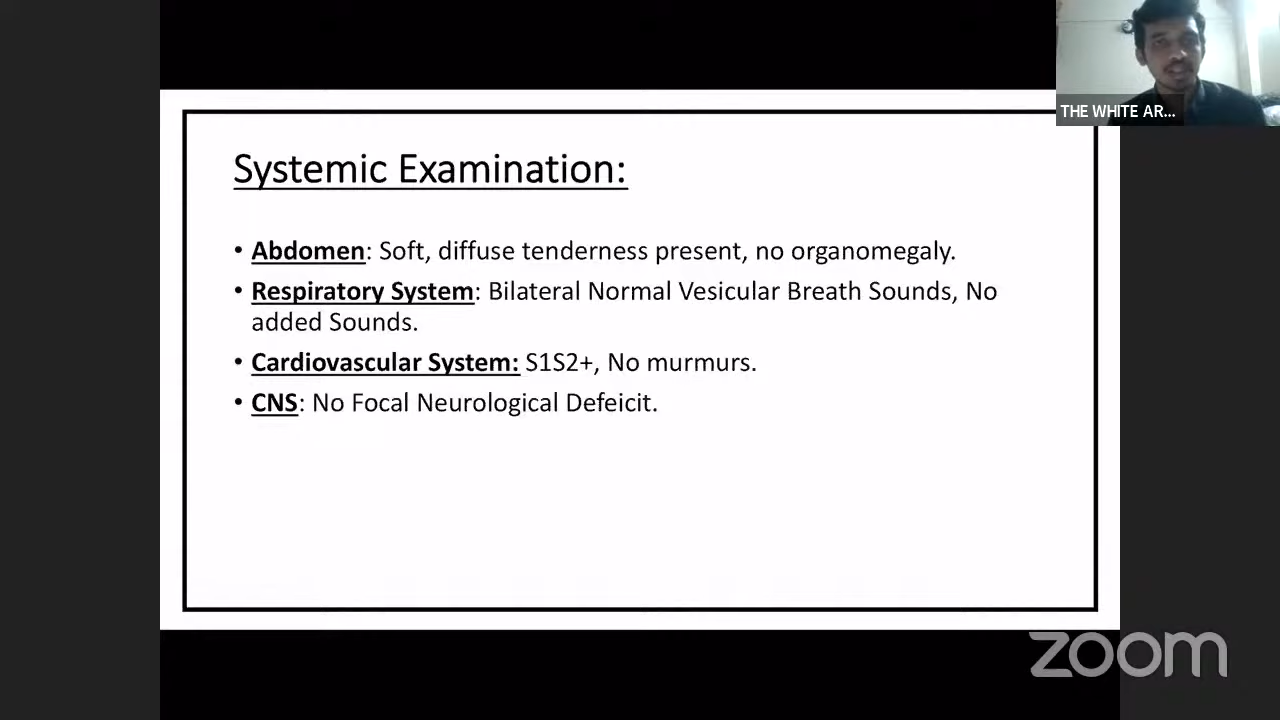 THE WHITE AR...
Systemic Examination:
• Abdomen: Soft, diffuse tenderness present, no organomegaly.
• Respiratory System: Bilateral Normal Vesicular Breath Sounds, No
added Sounds.
• Cardiovascular System: S1S2+, No murmurs.
• CNS: No Focal Neurological Defeicit.
zoom